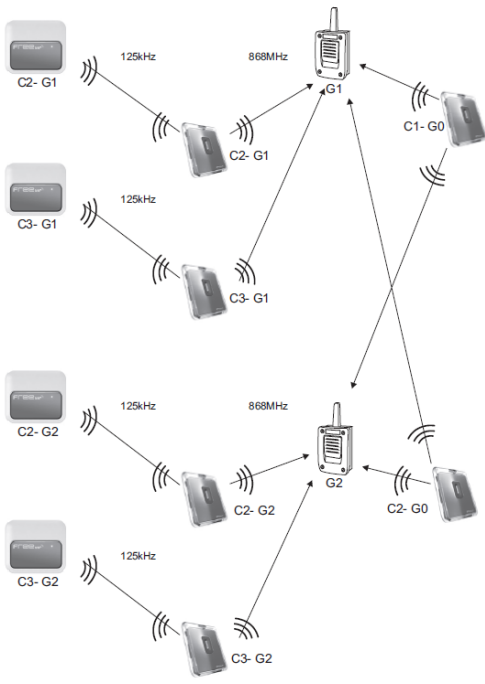 125kHz
868MHz
C2- G1
G1
C1- G0
C2- G1
125kHz
C3- G1
C3- G1
125kHz
868MHz
C2- G2
G2
C2- G2
C2- G0
125kHz
C3- G2
C3- G2